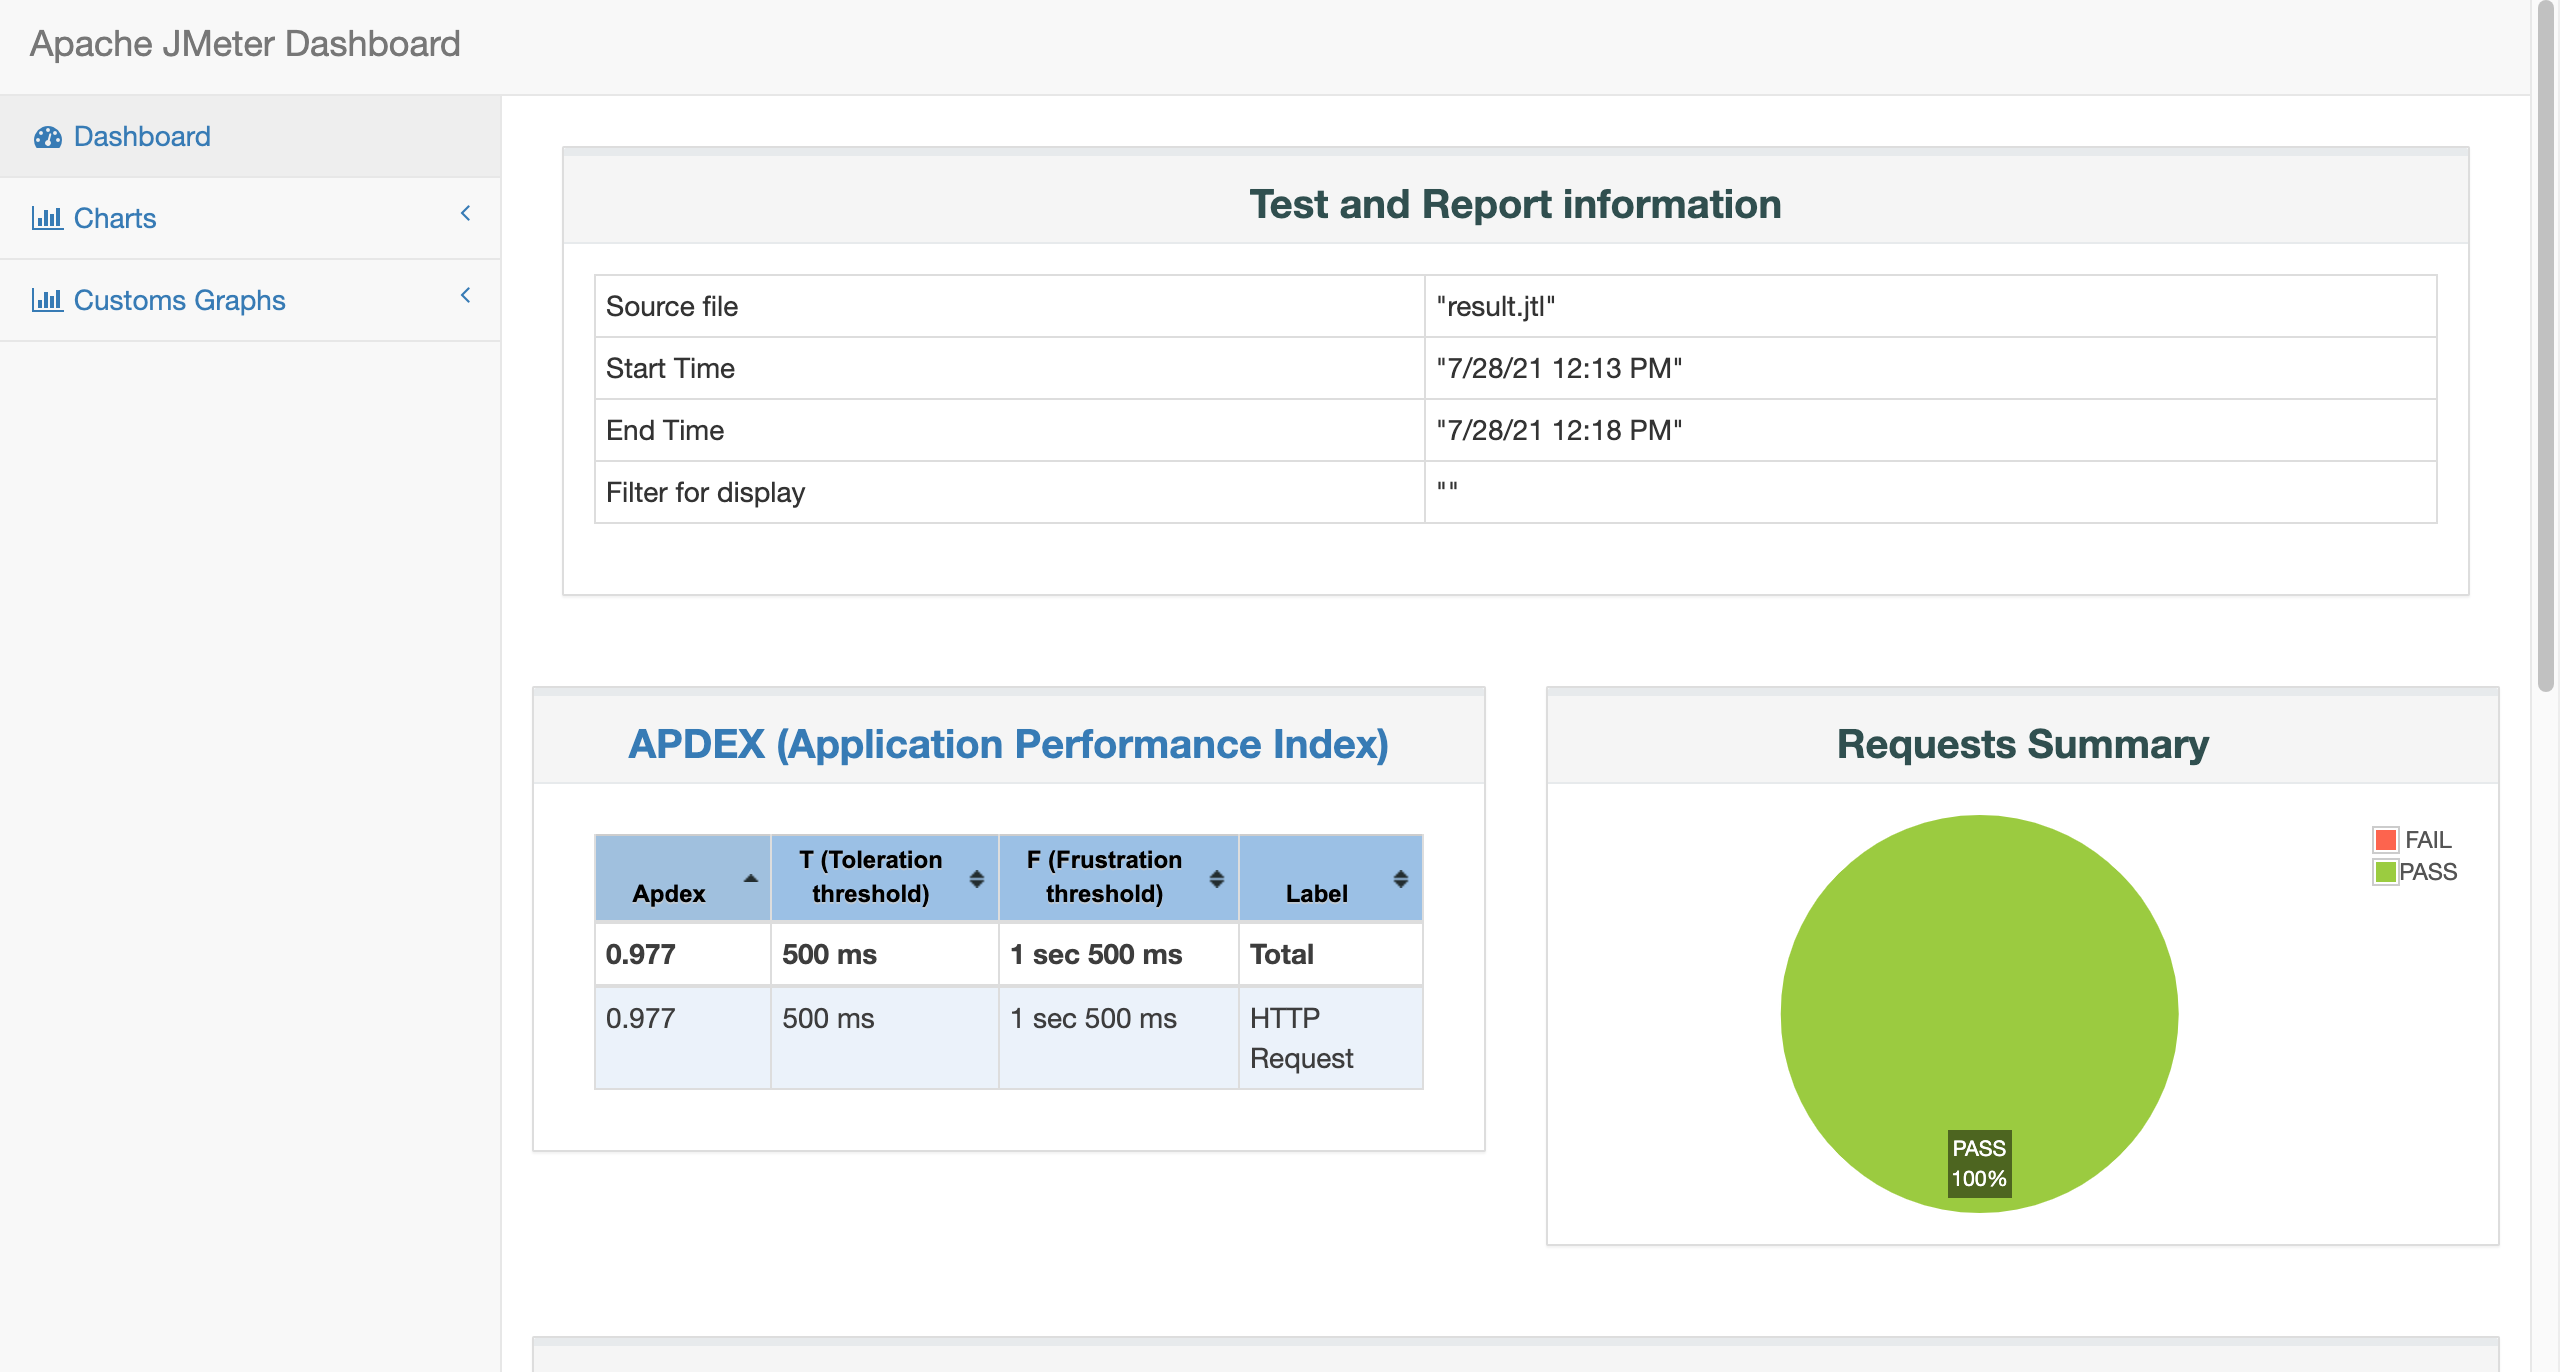 Apache JMeter Dashboard
Dashboard
Charts
Customs Graphs
Test and Report information
Source file "result.jtl"
Start Time "7/28/21 12:13 PM"
End Time "7/28/21 12:18 PM"
Filter for display ""
APDEX (Application Performance Index)
Apdex T (Toleration threshold) F (Frustration threshold) Label
0.977 500 ms 1 sec 500 ms Total
0.977 500 ms 1 sec 500 ms HTTP Request
Requests Summary
FAIL
PASS
PASS
100%